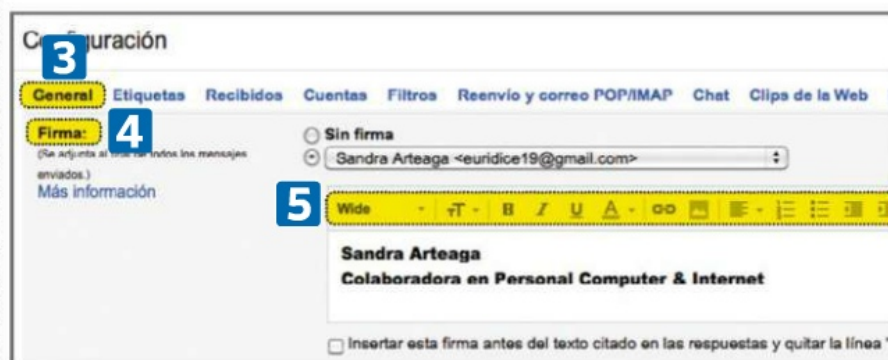 Configuración
3
General Etiquetas Recibidos Cuentas Filtros Reenvío y correo POP/IMAP Chat Clips de la Web
Firma: 4
Sin firma
(Se adjunta al de todos los mensajes enviados.)
Sandra Arteaga <euridice19@gmail.com>
Más información
5
Wide T B I U A
Sandra Arteaga
Colaboradora en Personal Computer & Internet
Insertar esta firma antes del texto citado en las respuestas y quitar la línea